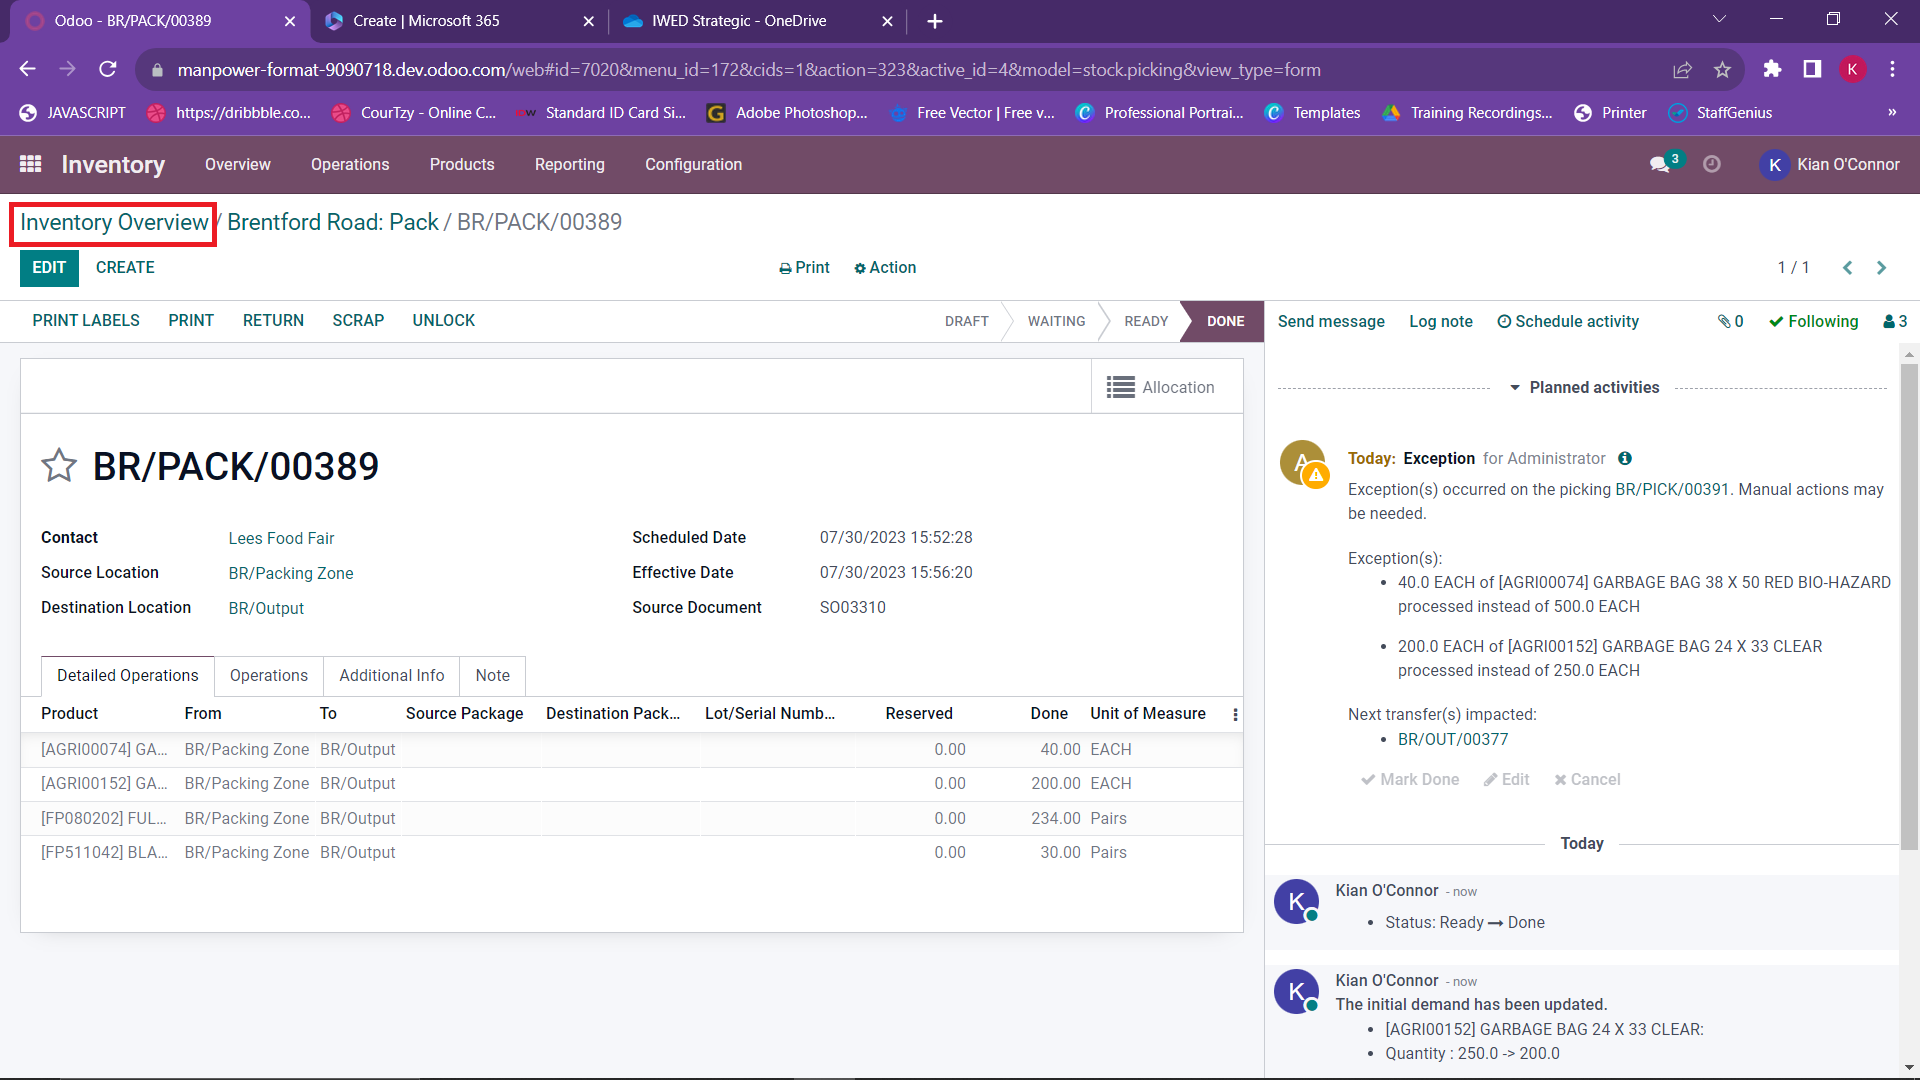 Odoo - BR/PACK/00389
Create | Microsoft 365
IWED Strategic - OneDrive
manpower-format-9090718.dev.odoo.com/web#id=7020&menu_id=172&cids=1&action=323&active_id=4&model=stock.picking&view_type=form
K
JAVASCRIPT
https://dribbble.co...
CourTzy - Online C...
Standard ID Card Si...
Adobe Photoshop...
Free Vector | Free v...
Professional Portrai...
Templates
Training Recordings...
Printer
StaffGenius
»
Inventory
Overview
Operations
Products
Reporting
Configuration
3
K
Kian O'Connor
Inventory Overview / Brentford Road: Pack / BR/PACK/00389
EDIT
CREATE
Print
Action
1 / 1
PRINT LABELS
PRINT
RETURN
SCRAP
UNLOCK
DRAFT
WAITING
READY
DONE
Send message
Log note
Schedule activity
0
Following
3
Allocation
BR/PACK/00389
Contact Lees Food Fair
Source Location BR/Packing Zone
Destination Location BR/Output
Scheduled Date 07/30/2023 15:52:28
Effective Date 07/30/2023 15:56:20
Source Document SO03310
Detailed Operations
Operations
Additional Info
Note
Product From To Source Package Destination Pack... Lot/Serial Numb... Reserved Done Unit of Measure
[AGRI00074] GA... BR/Packing Zone BR/Output 0.00 40.00 EACH
[AGRI00152] GA... BR/Packing Zone BR/Output 0.00 200.00 EACH
[FP080202] FUL... BR/Packing Zone BR/Output 0.00 234.00 Pairs
[FP511042] BLA... BR/Packing Zone BR/Output 0.00 30.00 Pairs
Planned activities
A
Today: Exception for Administrator
Exception(s) occurred on the picking BR/PICK/00391. Manual actions may
be needed.
Exception(s):
• 40.0 EACH of [AGRI00074] GARBAGE BAG 38 X 50 RED BIO-HAZARD
processed instead of 500.0 EACH
• 200.0 EACH of [AGRI00152] GARBAGE BAG 24 X 33 CLEAR
processed instead of 250.0 EACH
Next transfer(s) impacted:
• BR/OUT/00377
Mark Done
Edit
Cancel
Today
K
Kian O'Connor - now
• Status: Ready → Done
K
Kian O'Connor - now
The initial demand has been updated.
• [AGRI00152] GARBAGE BAG 24 X 33 CLEAR:
• Quantity : 250.0 -> 200.0